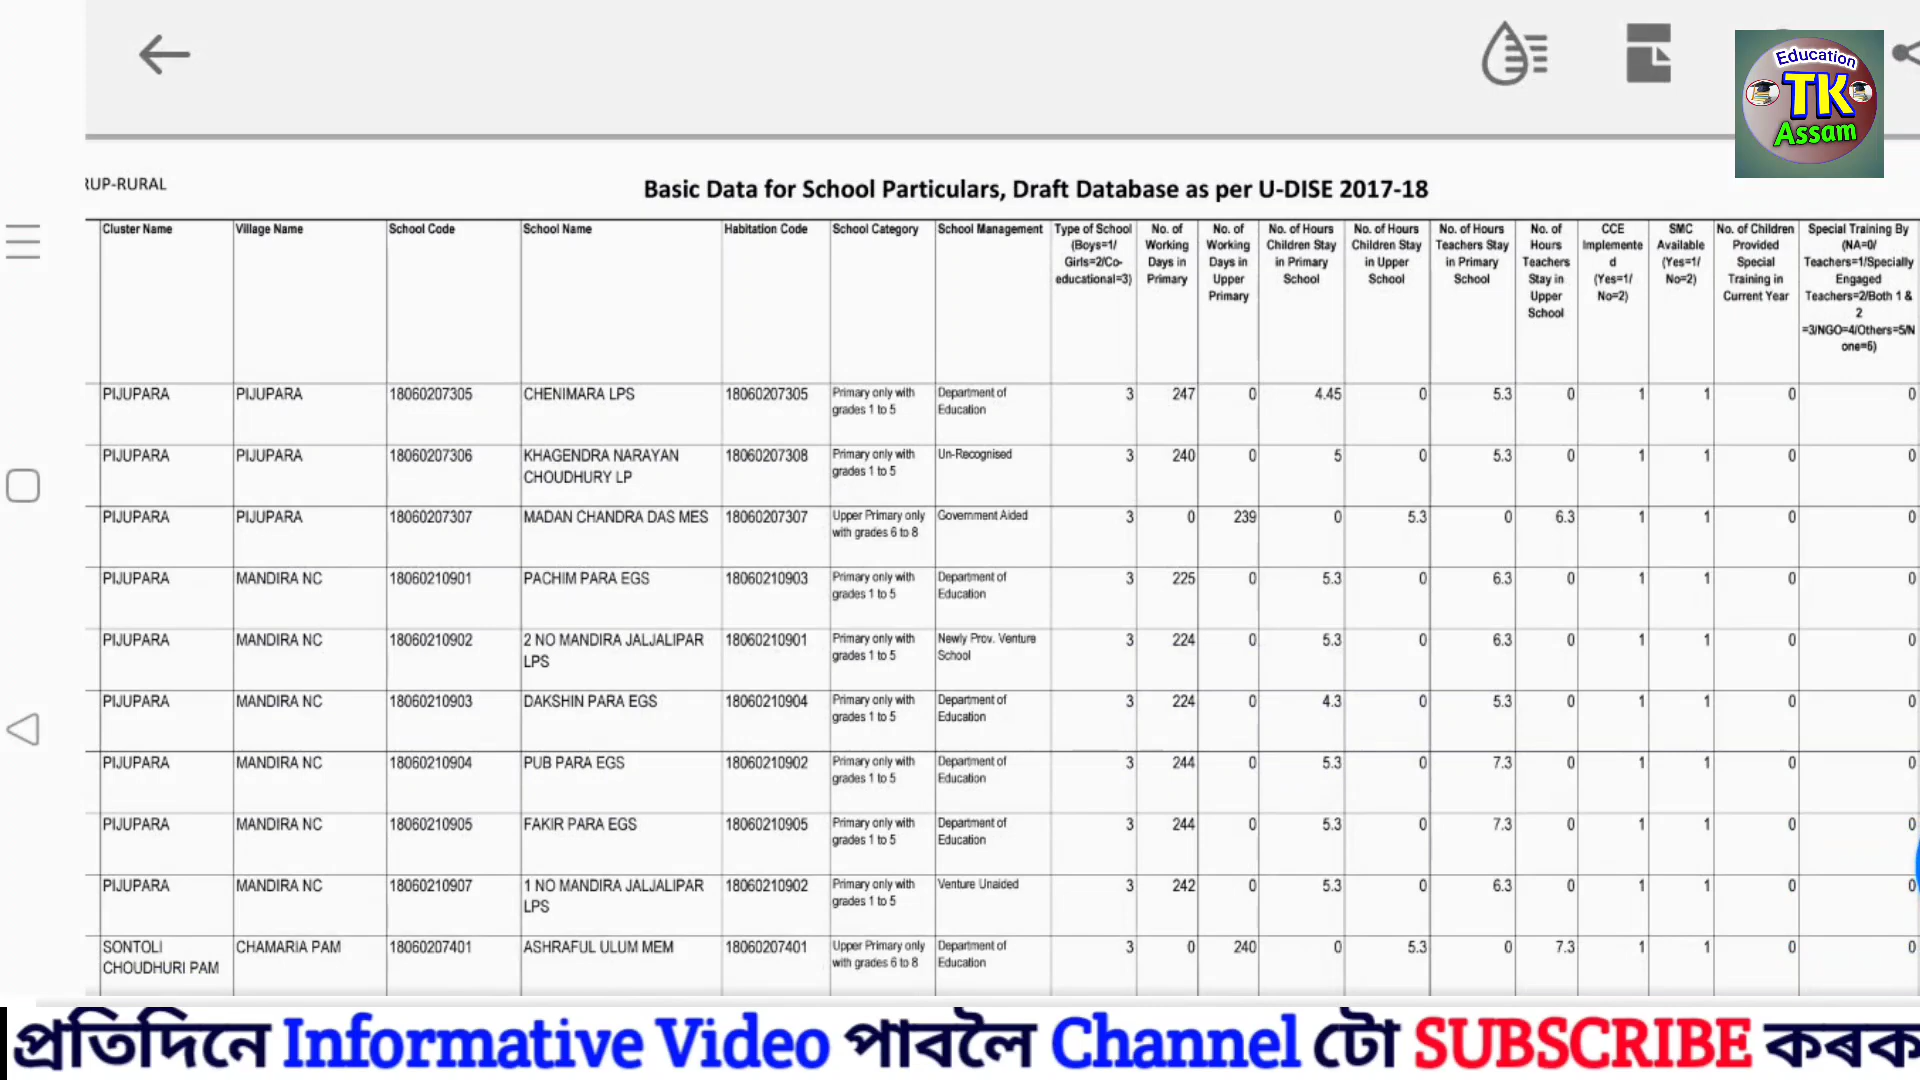 Education
TK
Assam
RUP-RURAL
Basic Data for School Particulars, Draft Database as per U-DISE 2017-18
Cluster Name Village Name School Code School Name Habitation Code School Category School Management Type of School (Boys=1/ Girls=2/Co-educational=3) No. of Working Days in Primary No. of Working Days in Upper Primary No. of Hours Children Stay in Primary School No. of Hours Children Stay in Upper School No. of Hours Teachers Stay in Primary School No. of Hours Teachers Stay in Upper School CCE Implemente d (Yes=1/ No=2) SMC Available (Yes=1/ No=2) No. of Children Provided Special Training in Current Year Special Training By (NA=0/ Teachers=1/Specially Engaged Teachers=2/Both 1 & 2 =3/NGO=4/Others=5/N one=6)
PIJUPARA PIJUPARA 18060207305 CHENIMARA LPS 18060207305 Primary only with grades 1 to 5 Department of Education 3 247 0 4.45 0 5.3 0 1 1 0 0
PIJUPARA PIJUPARA 18060207306 KHAGENDRA NARAYAN CHOUDHURY LP 18060207308 Primary only with grades 1 to 5 Un-Recognised 3 240 0 5 0 5.3 0 1 1 0 0
PIJUPARA PIJUPARA 18060207307 MADAN CHANDRA DAS MES 18060207307 Upper Primary only with grades 6 to 8 Government Aided 3 0 239 0 5.3 0 6.3 1 1 0 0
PIJUPARA MANDIRA NC 18060210901 PACHIM PARA EGS 18060210903 Primary only with grades 1 to 5 Department of Education 3 225 0 5.3 0 6.3 0 1 1 0 0
PIJUPARA MANDIRA NC 18060210902 2 NO MANDIRA JALJALIPAR LPS 18060210901 Primary only with grades 1 to 5 Newly Prov. Venture School 3 224 0 5.3 0 6.3 0 1 1 0 0
PIJUPARA MANDIRA NC 18060210903 DAKSHIN PARA EGS 18060210904 Primary only with grades 1 to 5 Department of Education 3 224 0 4.3 0 5.3 0 1 1 0 0
PIJUPARA MANDIRA NC 18060210904 PUB PARA EGS 18060210902 Primary only with grades 1 to 5 Department of Education 3 244 0 5.3 0 7.3 0 1 1 0 0
PIJUPARA MANDIRA NC 18060210905 FAKIR PARA EGS 18060210905 Primary only with grades 1 to 5 Department of Education 3 244 0 5.3 0 7.3 0 1 1 0 0
PIJUPARA MANDIRA NC 18060210907 1 NO MANDIRA JALJALIPAR LPS 18060210902 Primary only with grades 1 to 5 Venture Unaided 3 242 0 5.3 0 6.3 0 1 1 0 0
SONTOLI CHOUDHURI PAM CHAMARIA PAM 18060207401 ASHRAFUL ULUM MEM 18060207401 Upper Primary only with grades 6 to 8 Department of Education 3 0 240 0 5.3 0 7.3 1 1 0 0
প্ৰতিদিনে Informative Video পাবলৈ Channel টো SUBSCRIBE কৰক